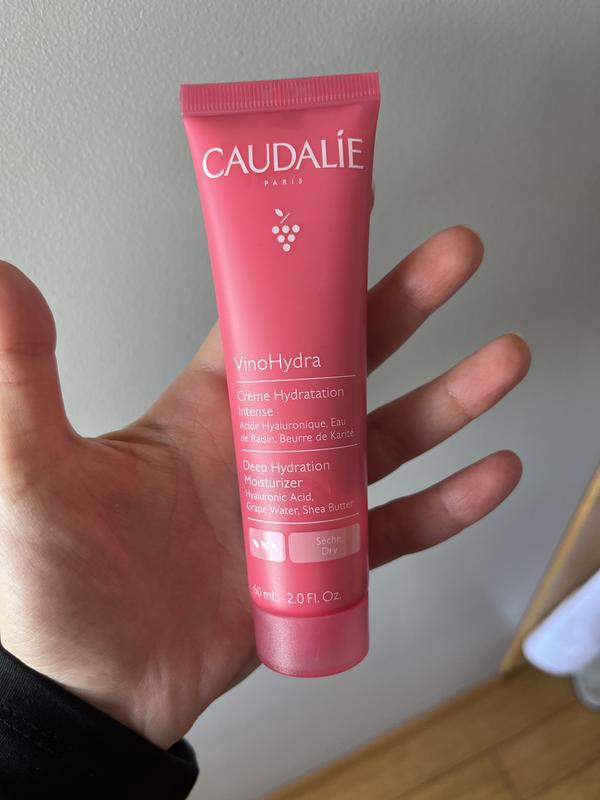 CAUDALÍE
PARIS
VinoHydra
Crème Hydratation
Intense
Acide Hyaluronique, Eau
de Raisin, Beurre de Karité
Deep Hydration
Moisturizer
Hyaluronic Acid,
Grape Water, Shea Butter
Sèche
Dry
60 mL - 2.0 Fl. Oz.